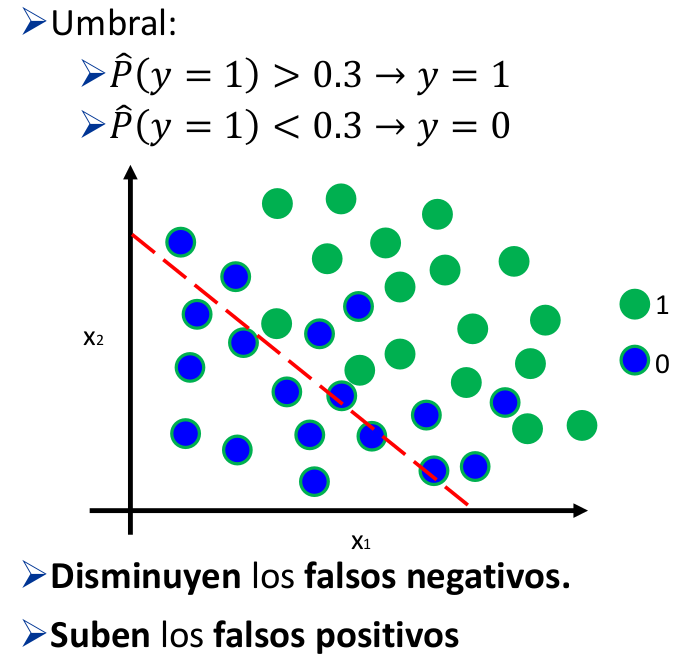 Umbral:
P̂(y = 1) > 0.3 → y = 1
P̂(y = 1) < 0.3 → y = 0
1
x₂
0
x₁
Disminuyen los falsos negativos.
Suben los falsos positivos